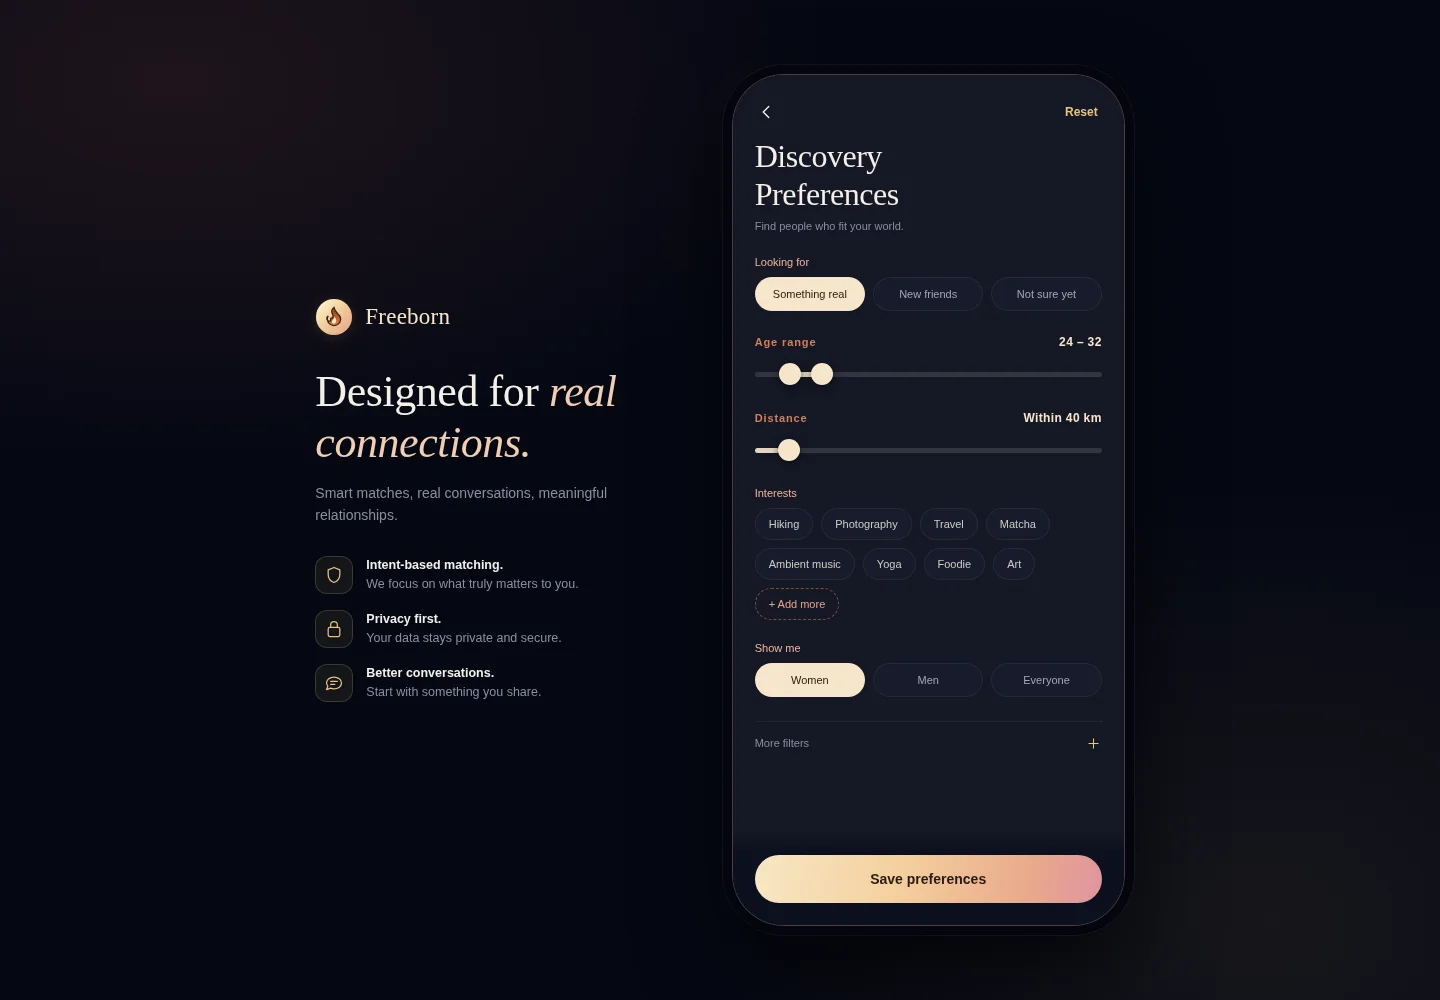 Freeborn
Designed for real
connections.
Smart matches, real conversations, meaningful
relationships.
Intent-based matching.
We focus on what truly matters to you.
Privacy first.
Your data stays private and secure.
Better conversations.
Start with something you share.
Reset
Discovery
Preferences
Find people who fit your world.
Looking for
Something real New friends Not sure yet
Age range 24 – 32
Distance Within 40 km
Interests
Hiking Photography Travel Matcha
Ambient music Yoga Foodie Art
+ Add more
Show me
Women Men Everyone
More filters
Save preferences